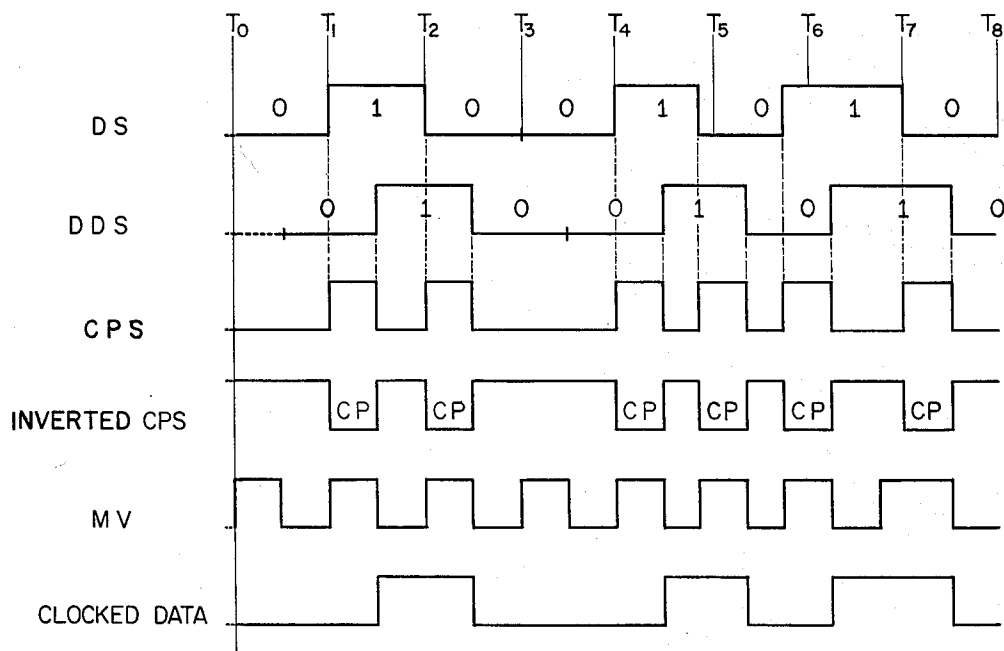 T0 T1 T2 T3 T4 T5 T6 T7 T8
DS 0 1 0 0 1 0 1 0
DDS 0 1 0 0 1 0 1 0
CPS
INVERTED CPS CP CP CP CP CP CP
MV
CLOCKED DATA